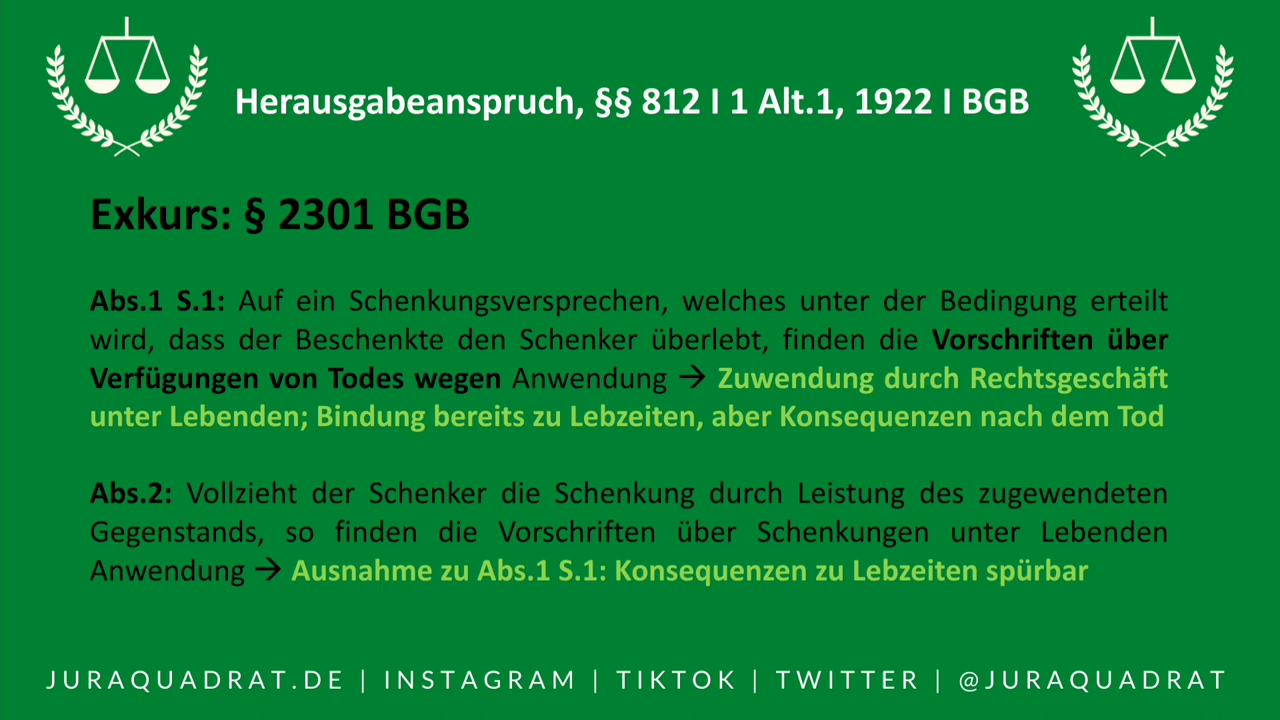 Herausgabeanspruch, §§ 812 I 1 Alt.1, 1922 I BGB
Exkurs: § 2301 BGB
Abs.1 S.1: Auf ein Schenkungsversprechen, welches unter der Bedingung erteilt
wird, dass der Beschenkte den Schenker überlebt, finden die Vorschriften über
Verfügungen von Todes wegen Anwendung → Zuwendung durch Rechtsgeschäft
unter Lebenden; Bindung bereits zu Lebzeiten, aber Konsequenzen nach dem Tod
Abs.2: Vollzieht der Schenker die Schenkung durch Leistung des zugewendeten
Gegenstands, so finden die Vorschriften über Schenkungen unter Lebenden
Anwendung → Ausnahme zu Abs.1 S.1: Konsequenzen zu Lebzeiten spürbar
JURAQUADRAT.DE | INSTAGRAM | TIKTOK | TWITTER | @JURAQUADRAT